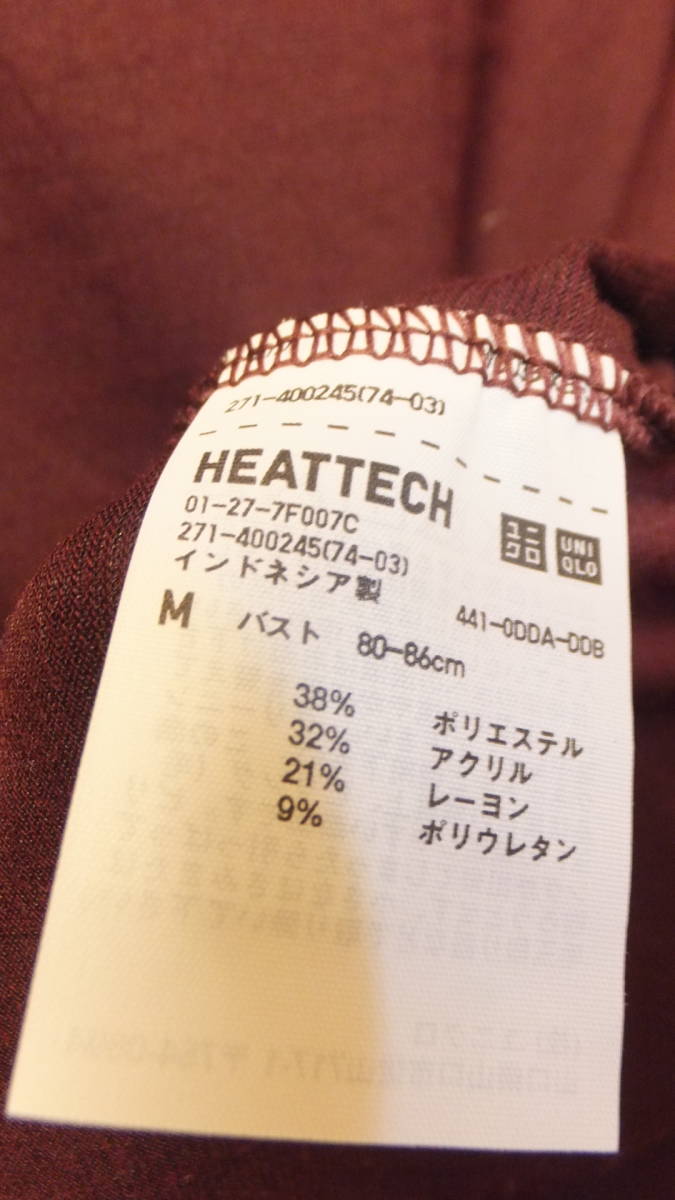 271-400245(74-03)
HEATTECH
01-27-7F007C
271-400245(74-03)
インドネシア製
ユニ
クロ
UNI
QLO
441-0DDA-DDB
M バスト 80-86cm
38% ポリエステル
32% アクリル
21% レーヨン
9% ポリウレタン